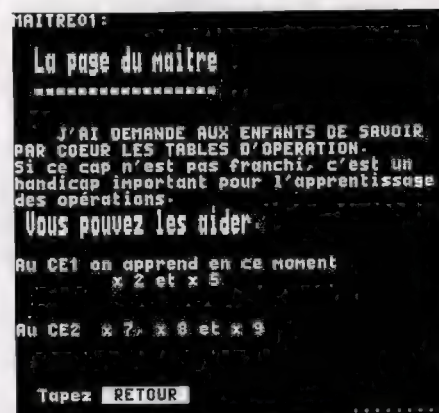 MAITRE01:
La page du maître
J'AI DEMANDE AUX ENFANTS DE SAVOIR
PAR COEUR LES TABLES D'OPERATION.
Si ce cap n'est pas franchi, c'est un
handicap important pour l'apprentissage
des opérations.
Vous pouvez les aider
Au CE1 on apprend en ce moment
x 2 et x 5
Au CE2 x 7, x 8 et x 9
Tapez RETOUR